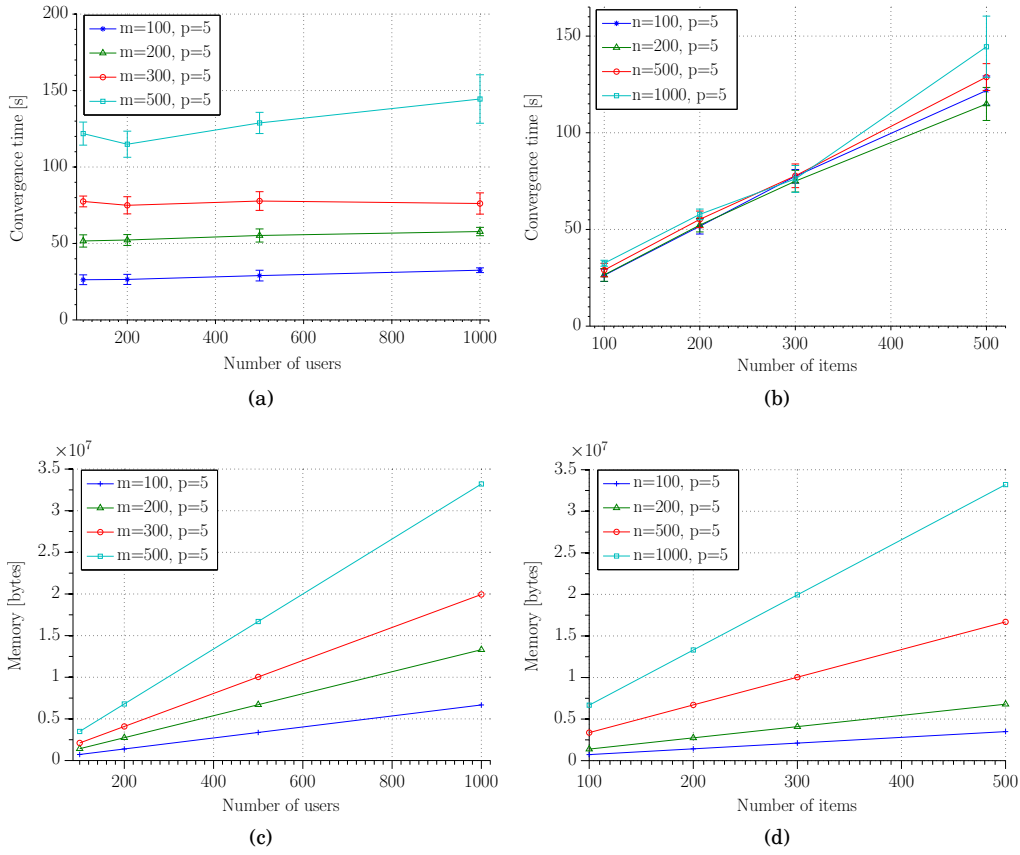 200
150
100
50
0
Convergence time [s]
m=100, p=5
m=200, p=5
m=300, p=5
m=500, p=5
200 400 600 800 1000
Number of users
(a)
150
100
50
0
Convergence time [s]
n=100, p=5
n=200, p=5
n=500, p=5
n=1000, p=5
100 200 300 400 500
Number of items
(b)
×10^7
3.5
3
2.5
2
1.5
1
0.5
0
Memory [bytes]
m=100, p=5
m=200, p=5
m=300, p=5
m=500, p=5
200 400 600 800 1000
Number of users
(c)
×10^7
3.5
3
2.5
2
1.5
1
0.5
0
Memory [bytes]
n=100, p=5
n=200, p=5
n=500, p=5
n=1000, p=5
100 200 300 400 500
Number of items
(d)